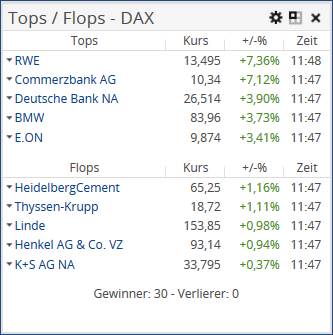 Tops / Flops - DAX
Tops Kurs +/-% Zeit
RWE 13,495 +7,36% 11:48
Commerzbank AG 10,34 +7,12% 11:47
Deutsche Bank NA 26,514 +3,90% 11:47
BMW 83,96 +3,73% 11:47
E.ON 9,874 +3,41% 11:47
Flops Kurs +/-% Zeit
HeidelbergCement 65,25 +1,16% 11:47
Thyssen-Krupp 18,72 +1,11% 11:47
Linde 153,85 +0,98% 11:47
Henkel AG & Co. VZ 93,14 +0,94% 11:47
K+S AG NA 33,795 +0,37% 11:47
Gewinner: 30 - Verlierer: 0